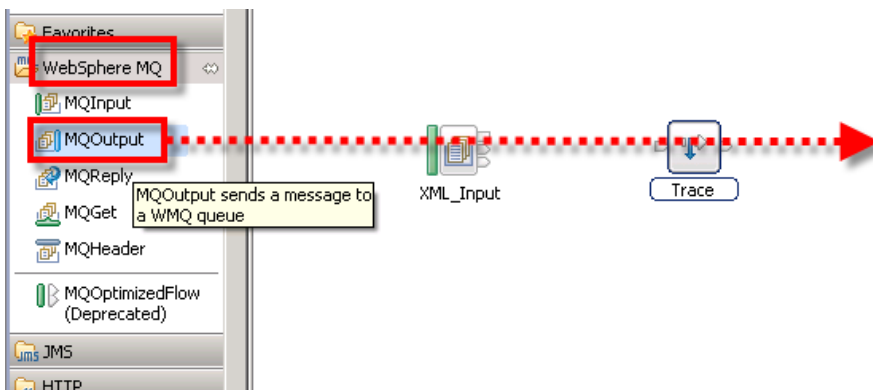 Favorites
WebSphere MQ
MQInput
MQOutput
MQReply
MQOutput sends a message to
a WMQ queue
MQGet
MQHeader
MQOptimizedFlow
(Deprecated)
JMS
HTTP
XML_Input
Trace